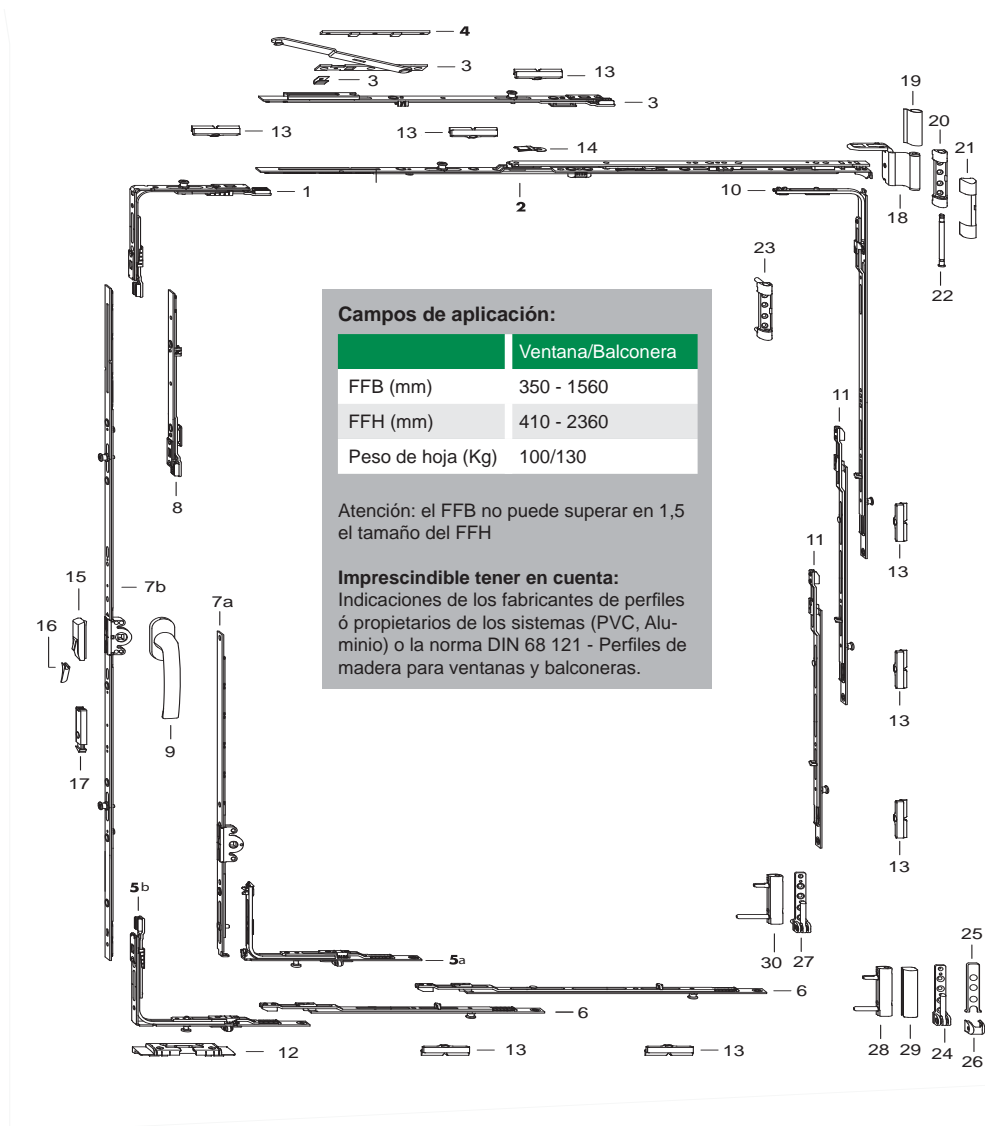 4
3
3
13
3
19
20
21
13
13
14
1
2
10
18
22
23
Campos de aplicación:
Ventana/Balconera
FFB (mm) 350 - 1560
FFH (mm) 410 - 2360
Peso de hoja (Kg) 100/130
Atención: el FFB no puede superar en 1,5
el tamaño del FFH
Imprescindible tener en cuenta:
Indicaciones de los fabricantes de perfiles
ó propietarios de los sistemas (PVC, Alu-
minio) o la norma DIN 68 121 - Perfiles de
madera para ventanas y balconeras.
11
8
11
13
15
7b
7a
16
9
17
13
13
5b
5a
30
27
25
6
6
12
13
13
28
29
24
26